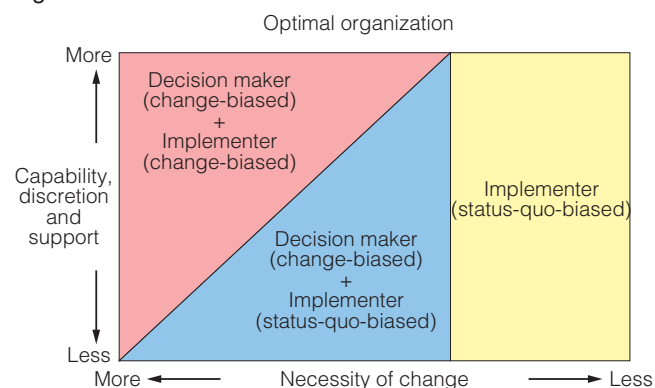 Optimal organization
More
Decision maker
(change-biased)
+
Implementer
(change-biased)
Capability,
discretion
and
support
Implementer
(status-quo-biased)
Decision maker
(change-biased)
+
Implementer
(status-quo-biased)
Less
More
Necessity of change
Less